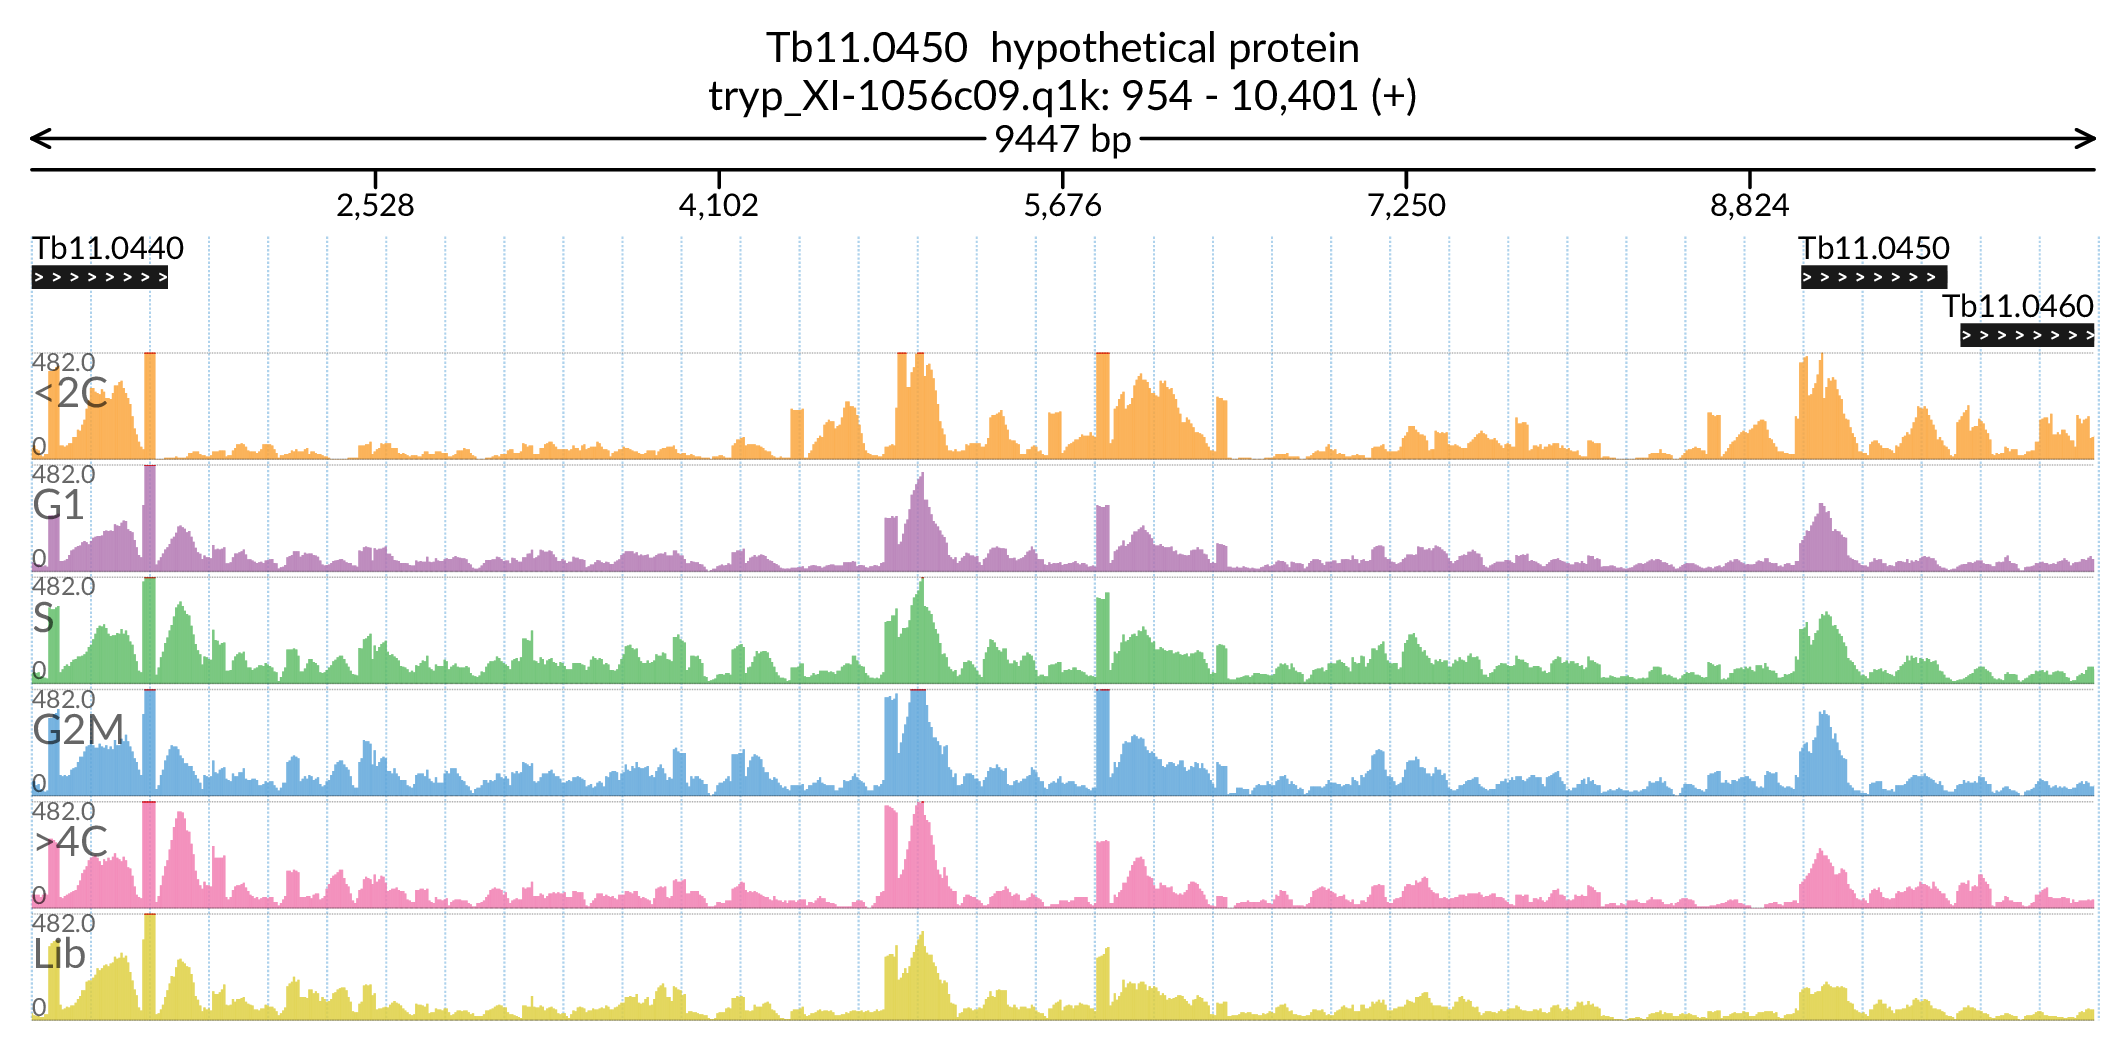 Tb11.0450  hypothetical protein
tryp_XI-1056c09.q1k: 954 - 10,401 (+)
9447 bp
2,528 4,102 5,676 7,250 8,824
Tb11.0440 Tb11.0450
Tb11.0460
482.0
<2C
0
482.0
G1
0
482.0
S
0
482.0
G2M
0
482.0
>4C
0
482.0
Lib
0